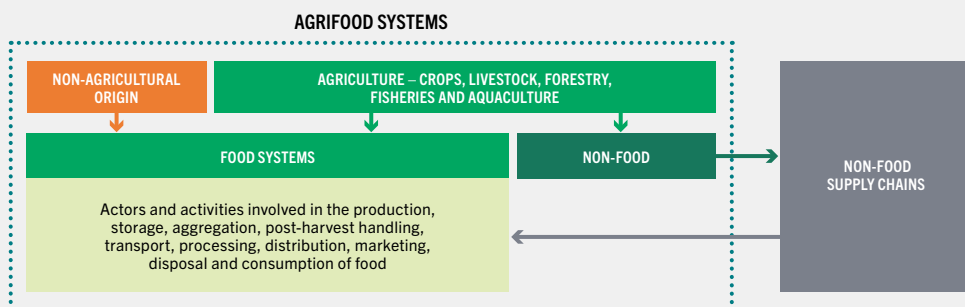 AGRIFOOD SYSTEMS
NON-AGRICULTURAL
ORIGIN
AGRICULTURE – CROPS, LIVESTOCK, FORESTRY,
FISHERIES AND AQUACULTURE
FOOD SYSTEMS
NON-FOOD
NON-FOOD
SUPPLY CHAINS
Actors and activities involved in the production,
storage, aggregation, post-harvest handling,
transport, processing, distribution, marketing,
disposal and consumption of food